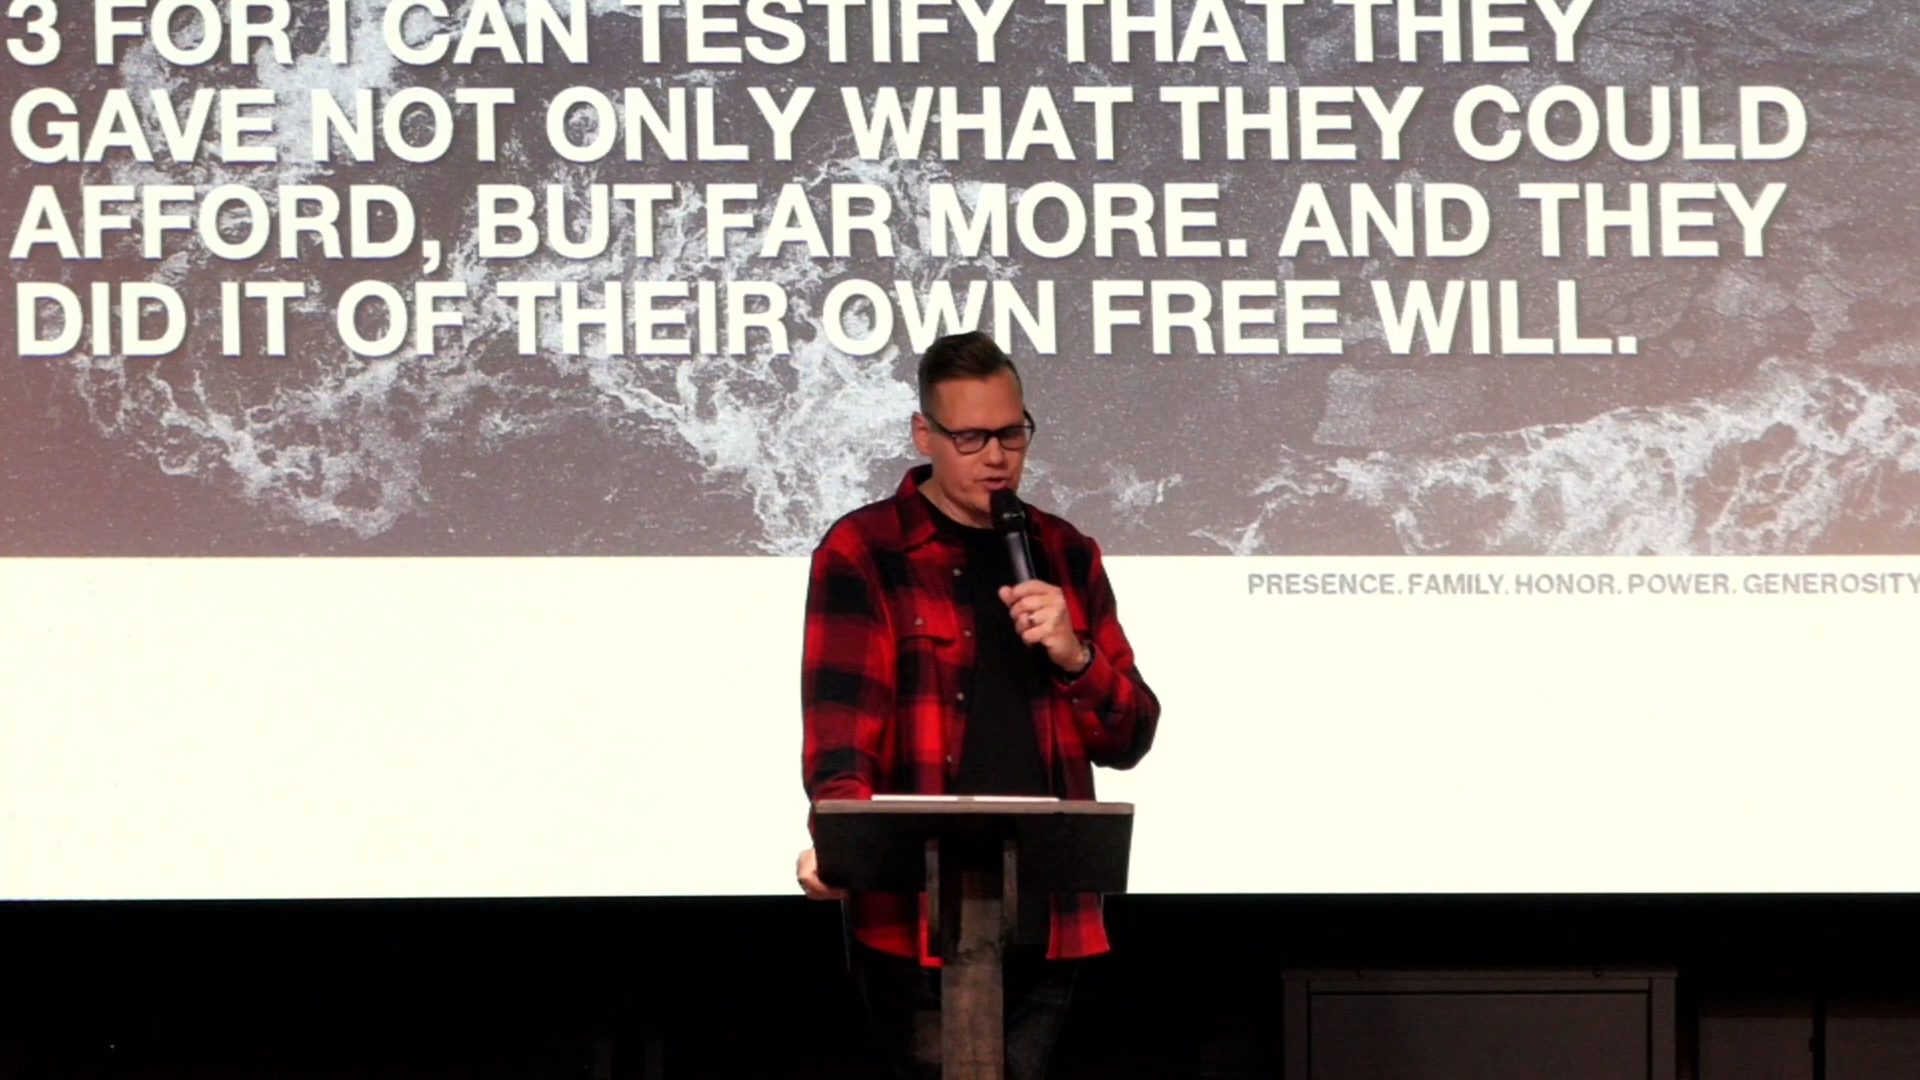 3 FOR I CAN TESTIFY THAT THEY
GAVE NOT ONLY WHAT THEY COULD
AFFORD, BUT FAR MORE. AND THEY
DID IT OF THEIR OWN FREE WILL.
PRESENCE. FAMILY. HONOR. POWER. GENEROSITY